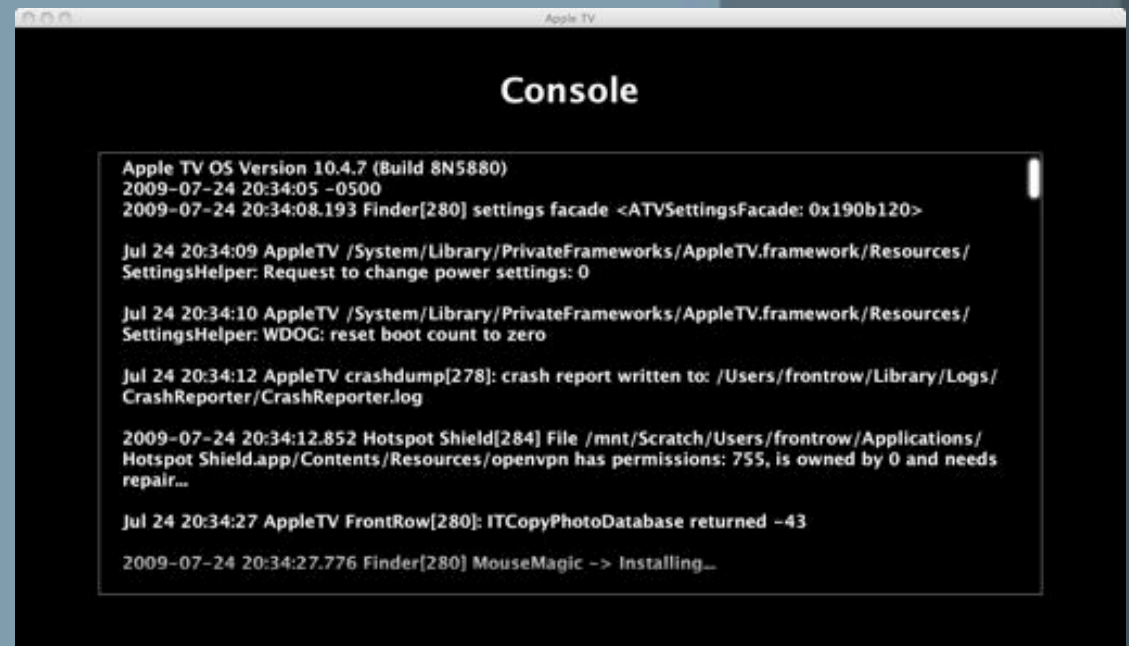 Apple TV
Console
Apple TV OS Version 10.4.7 (Build 8N5880)
2009-07-24 20:34:05 -0500
2009-07-24 20:34:08.193 Finder[280] settings facade <ATVSettingsFacade: 0x190b120>
Jul 24 20:34:09 AppleTV /System/Library/PrivateFrameworks/AppleTV.framework/Resources/
SettingsHelper: Request to change power settings: 0
Jul 24 20:34:10 AppleTV /System/Library/PrivateFrameworks/AppleTV.framework/Resources/
SettingsHelper: WDOG: reset boot count to zero
Jul 24 20:34:12 AppleTV crashdump[278]: crash report written to: /Users/frontrow/Library/Logs/
CrashReporter/CrashReporter.log
2009-07-24 20:34:12.852 Hotspot Shield[284] File /mnt/Scratch/Users/frontrow/Applications/
Hotspot Shield.app/Contents/Resources/openvpn has permissions: 755, is owned by 0 and needs
repair...
Jul 24 20:34:27 AppleTV FrontRow[280]: ITCopyPhotoDatabase returned -43
2009-07-24 20:34:27.776 Finder[280] MouseMagic -> Installing...